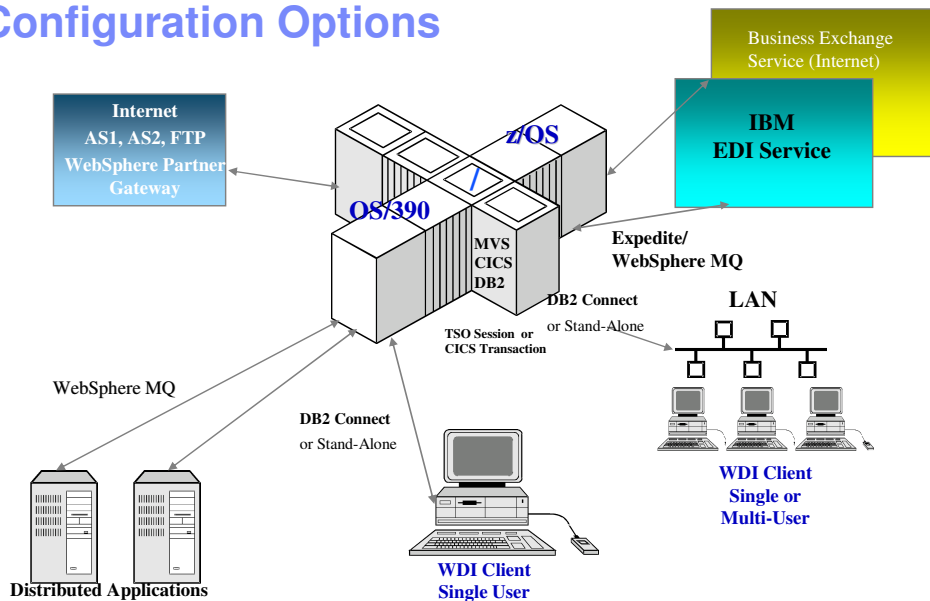 Configuration Options
Business Exchange
Service (Internet)
Internet
AS1, AS2, FTP
WebSphere Partner
Gateway
z/OS
IBM
EDI Service
OS/390
MVS
CICS
DB2
Expedite/
WebSphere MQ
DB2 Connect
or Stand-Alone
LAN
TSO Session or
CICS Transaction
WebSphere MQ
DB2 Connect
or Stand-Alone
WDI Client
Single or
Multi-User
WDI Client
Single User
Distributed Applications